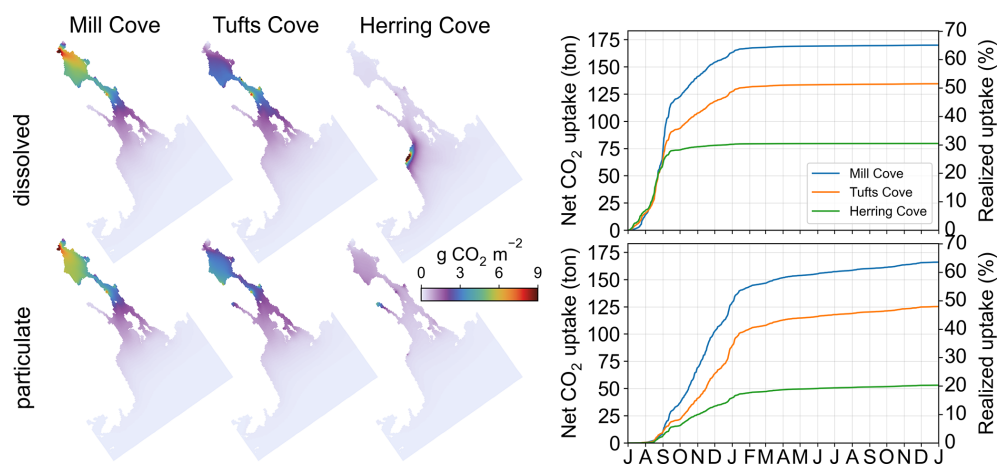 Mill Cove Tufts Cove Herring Cove
dissolved
particulate
g CO₂ m⁻²
0 3 6 9
Net CO₂ uptake (ton)
175
150
125
100
75
50
25
0
Realized uptake (%)
70
60
50
40
30
20
10
0
Mill Cove
Tufts Cove
Herring Cove
Net CO₂ uptake (ton)
175
150
125
100
75
50
25
0
Realized uptake (%)
70
60
50
40
30
20
10
0
J A S O N D J F M A M J J A S O N D J